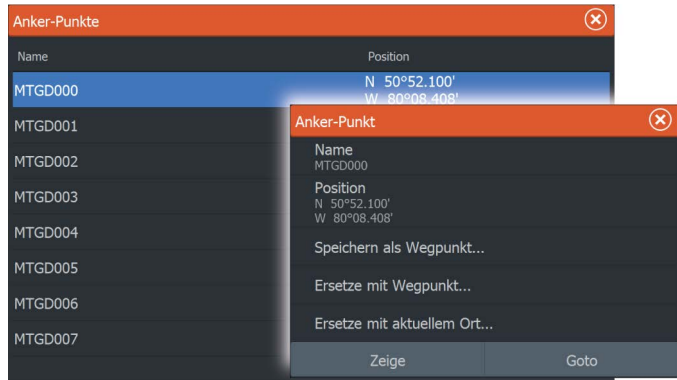 Anker-Punkte
Name Position
MTGD000 N 50°52.100'
W 80°08.408'
MTGD001
MTGD002
MTGD003
MTGD004
MTGD005
MTGD006
MTGD007
Anker-Punkt
Name
MTGD000
Position
N 50°52.100'
W 80°08.408'
Speichern als Wegpunkt...
Ersetze mit Wegpunkt...
Ersetze mit aktuellem Ort...
Zeige Goto